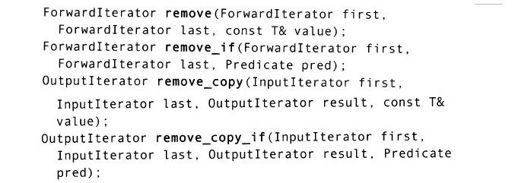 ForwardIterator remove(ForwardIterator first,
ForwardIterator last, const T& value);
ForwardIterator remove_if(ForwardIterator first,
ForwardIterator last, Predicate pred);
OutputIterator remove_copy(InputIterator first,
InputIterator last, OutputIterator result, const T&
value);
OutputIterator remove_copy_if(InputIterator first,
InputIterator last, OutputIterator result, Predicate
pred);